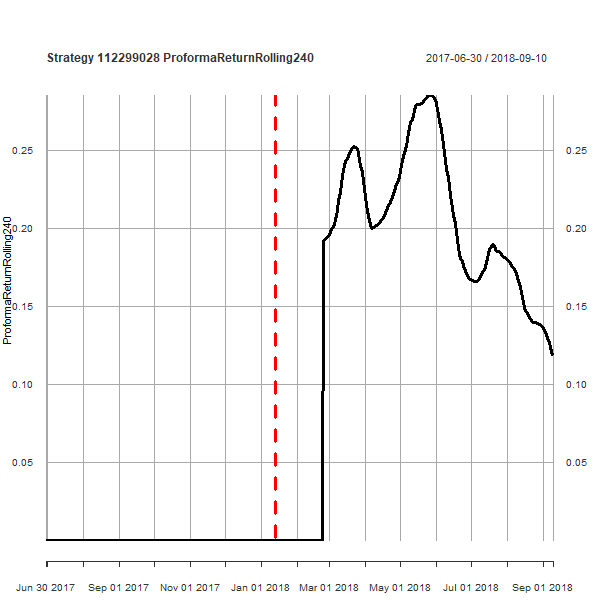 Strategy 112299028 ProformaReturnRolling240
2017-06-30 / 2018-09-10
ProformaReturnRolling240
0.25
0.20
0.15
0.10
0.05
0.25
0.20
0.15
0.10
0.05
Jun 30 2017
Sep 01 2017
Nov 01 2017
Jan 01 2018
Mar 01 2018
May 01 2018
Jul 01 2018
Sep 01 2018